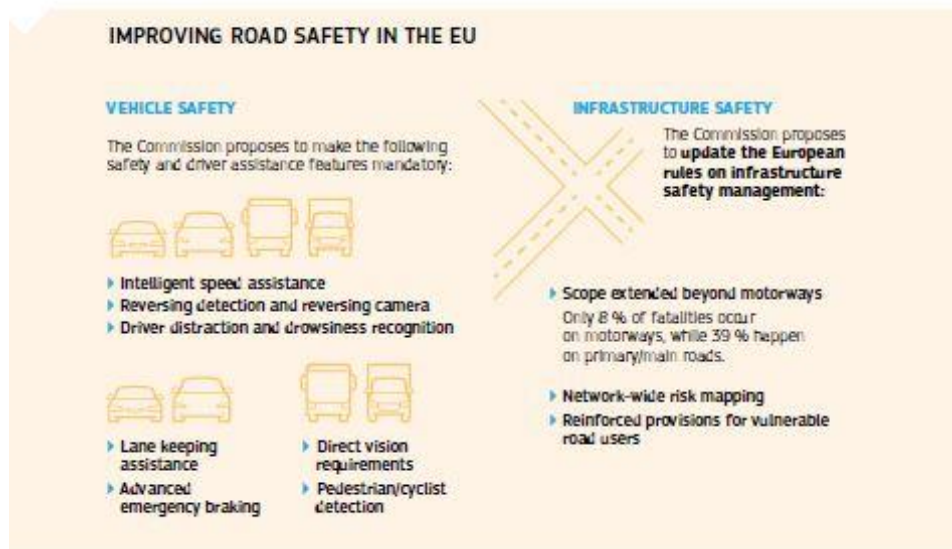 IMPROVING ROAD SAFETY IN THE EU
VEHICLE SAFETY
The Commission proposes to make the following
safety and driver assistance features mandatory:
Intelligent speed assistance
Reversing detection and reversing camera
Driver distraction and drowsiness recognition
Lane keeping
assistance
Advanced
emergency braking
Direct vision
requirements
Pedestrian/cyclist
detection
INFRASTRUCTURE SAFETY
The Commission proposes
to update the European
rules on infrastructure
safety management:
Scope extended beyond motorways
Only 8 % of fatalities occur
on motorways, while 39 % happen
on primary/main roads.
Network-wide risk mapping
Reinforced provisions for vulnerable
road users